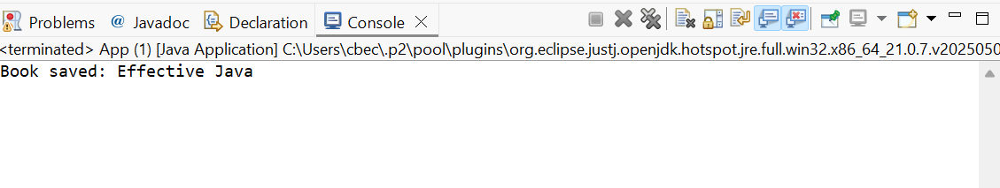 Problems @ Javadoc Declaration Console
<terminated> App (1) [Java Application] C:\Users\cbec\.p2\pool\plugins\org.eclipse.justj.openjdk.hotspot.jre.full.win32.x86_64_21.0.7.v2025050
Book saved: Effective Java